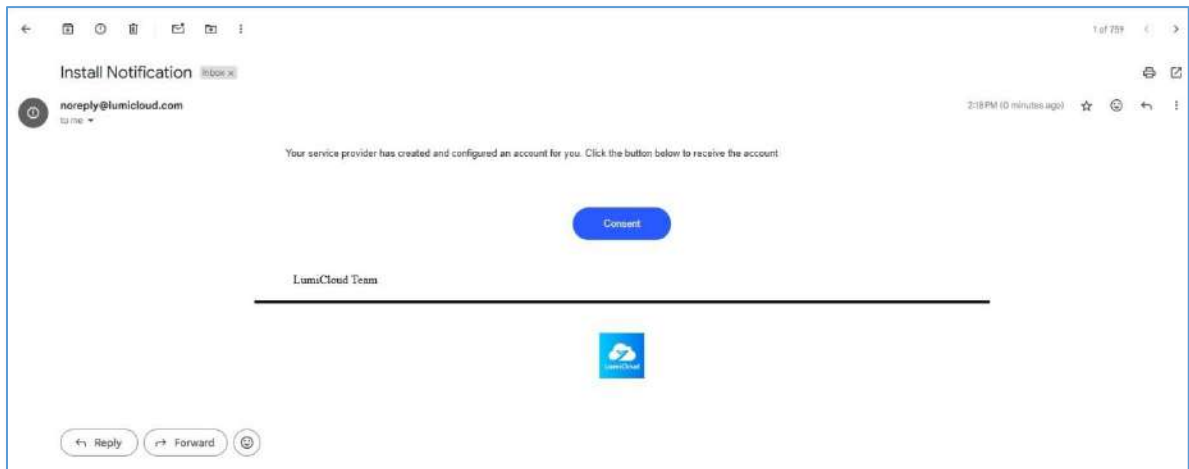 1 of 759
Install Notification Inbox x
noreply@lumicloud.com
2:18 PM (0 minutes ago)
to me
Your service provider has created and configured an account for you. Click the button below to receive the account
Consent
LumiCloud Team
LumiCloud
Reply
Forward